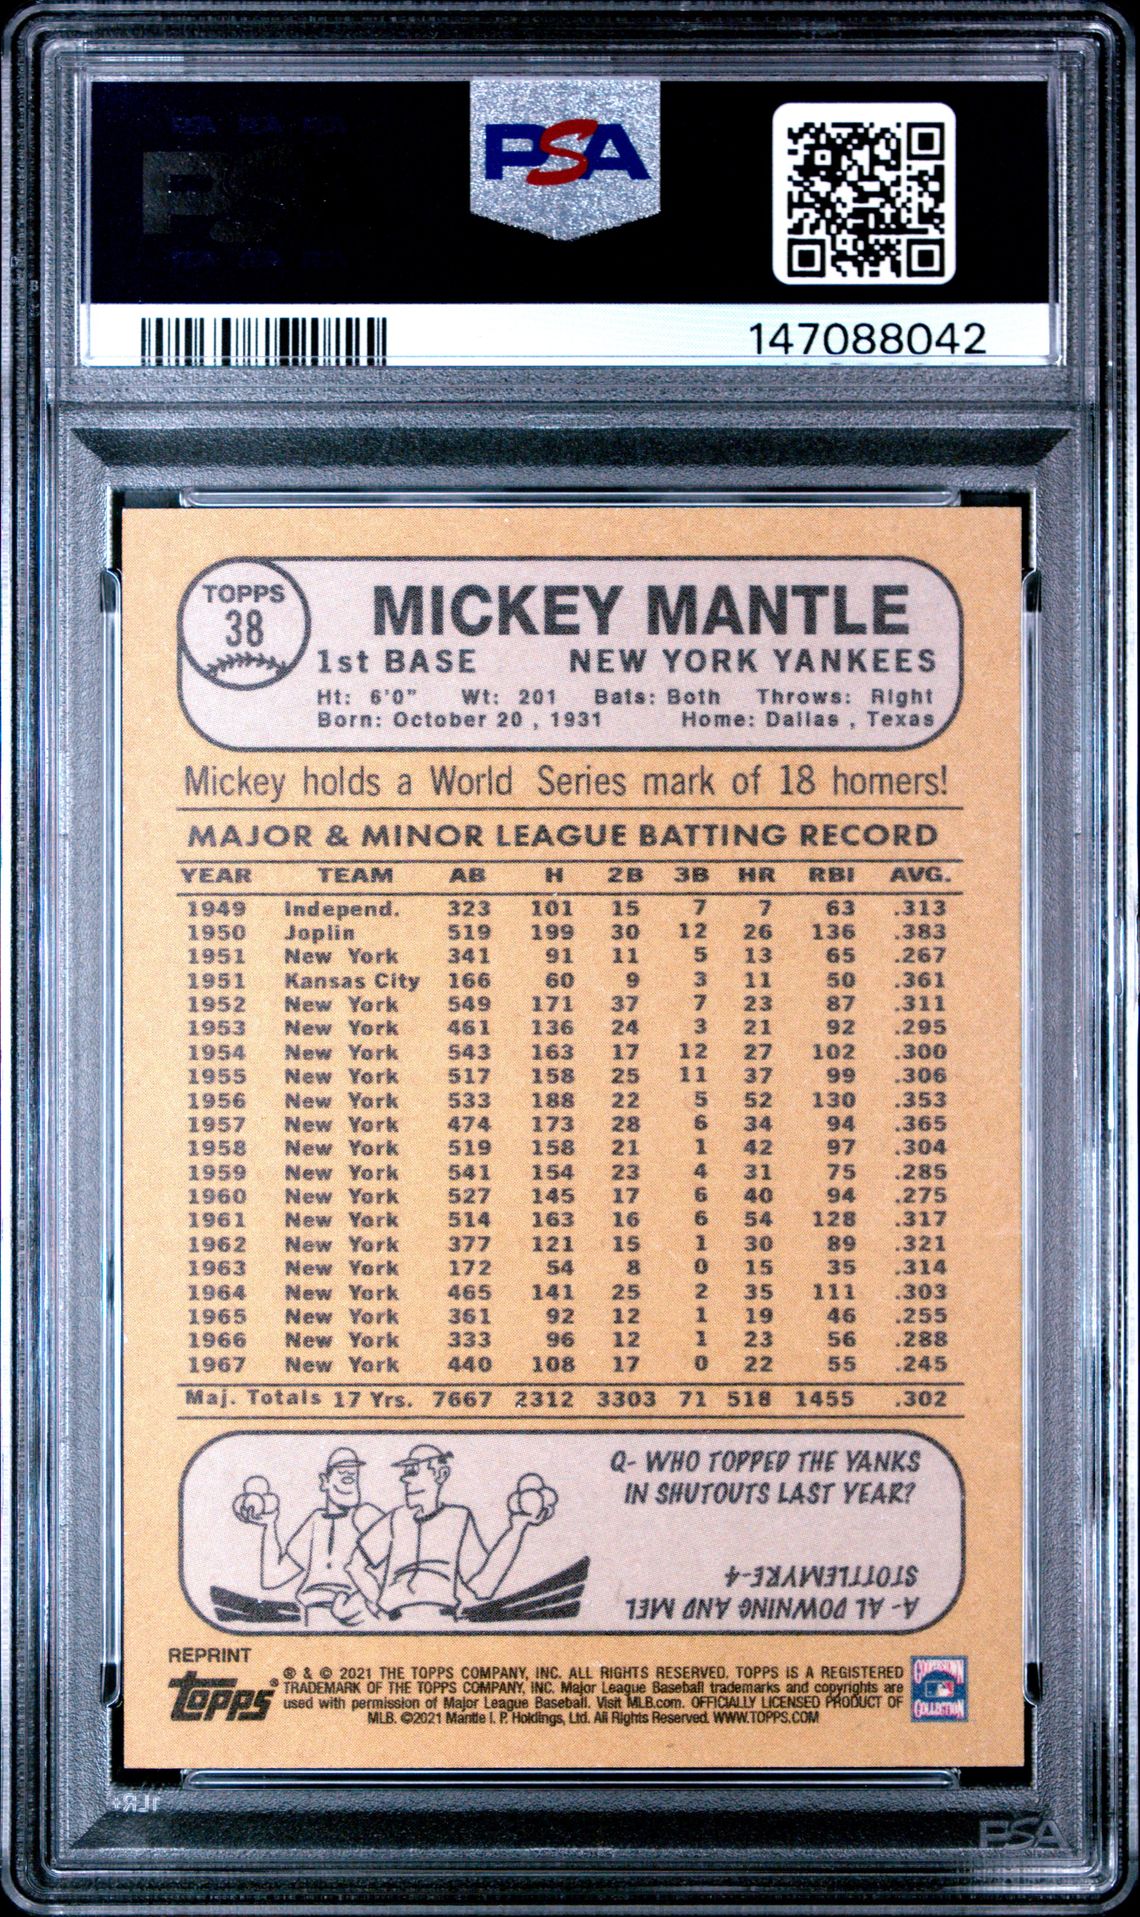 PSA
147088042
TOPPS
38
MICKEY MANTLE
1st BASE NEW YORK YANKEES
Ht: 6'0" Wt: 201 Bats: Both Throws: Right
Born: October 20 , 1931 Home: Dallas , Texas
Mickey holds a World Series mark of 18 homers!
MAJOR & MINOR LEAGUE BATTING RECORD
YEAR TEAM AB H 2B 3B HR RBI AVG.
1949 Independ. 323 101 15 7 7 63 .313
1950 Joplin 519 199 30 12 26 136 .383
1951 New York 341 91 11 5 13 65 .267
1951 Kansas City 166 60 9 3 11 50 .361
1952 New York 549 171 37 7 23 87 .311
1953 New York 461 136 24 3 21 92 .295
1954 New York 543 163 17 12 27 102 .300
1955 New York 517 158 25 11 37 99 .306
1956 New York 533 188 22 5 52 130 .353
1957 New York 474 173 28 6 34 94 .365
1958 New York 519 158 21 1 42 97 .304
1959 New York 541 154 23 4 31 75 .285
1960 New York 527 145 17 6 40 94 .275
1961 New York 514 163 16 6 54 128 .317
1962 New York 377 121 15 1 30 89 .321
1963 New York 172 54 8 0 15 35 .314
1964 New York 465 141 25 2 35 111 .303
1965 New York 361 92 12 1 19 46 .255
1966 New York 333 96 12 1 23 56 .288
1967 New York 440 108 17 0 22 55 .245
Maj. Totals 17 Yrs. 7667 2312 3303 71 518 1455 .302
Q- WHO TOPPED THE YANKS
IN SHUTOUTS LAST YEAR?
A- AL DOWNING AND MEL
STOTTLEMYRE-4
REPRINT
topps®
® & © 2021 THE TOPPS COMPANY, INC. ALL RIGHTS RESERVED. TOPPS IS A REGISTERED
TRADEMARK OF THE TOPPS COMPANY, INC. Major League Baseball trademarks and copyrights are
used with permission of Major League Baseball. Visit MLB.com. OFFICIALLY LICENSED PRODUCT OF
MLB. ©2021 Mantle I. P. Holdings, Ltd. All Rights Reserved. WWW.TOPPS.COM
COOPERSTOWN
COLLECTION
PSA